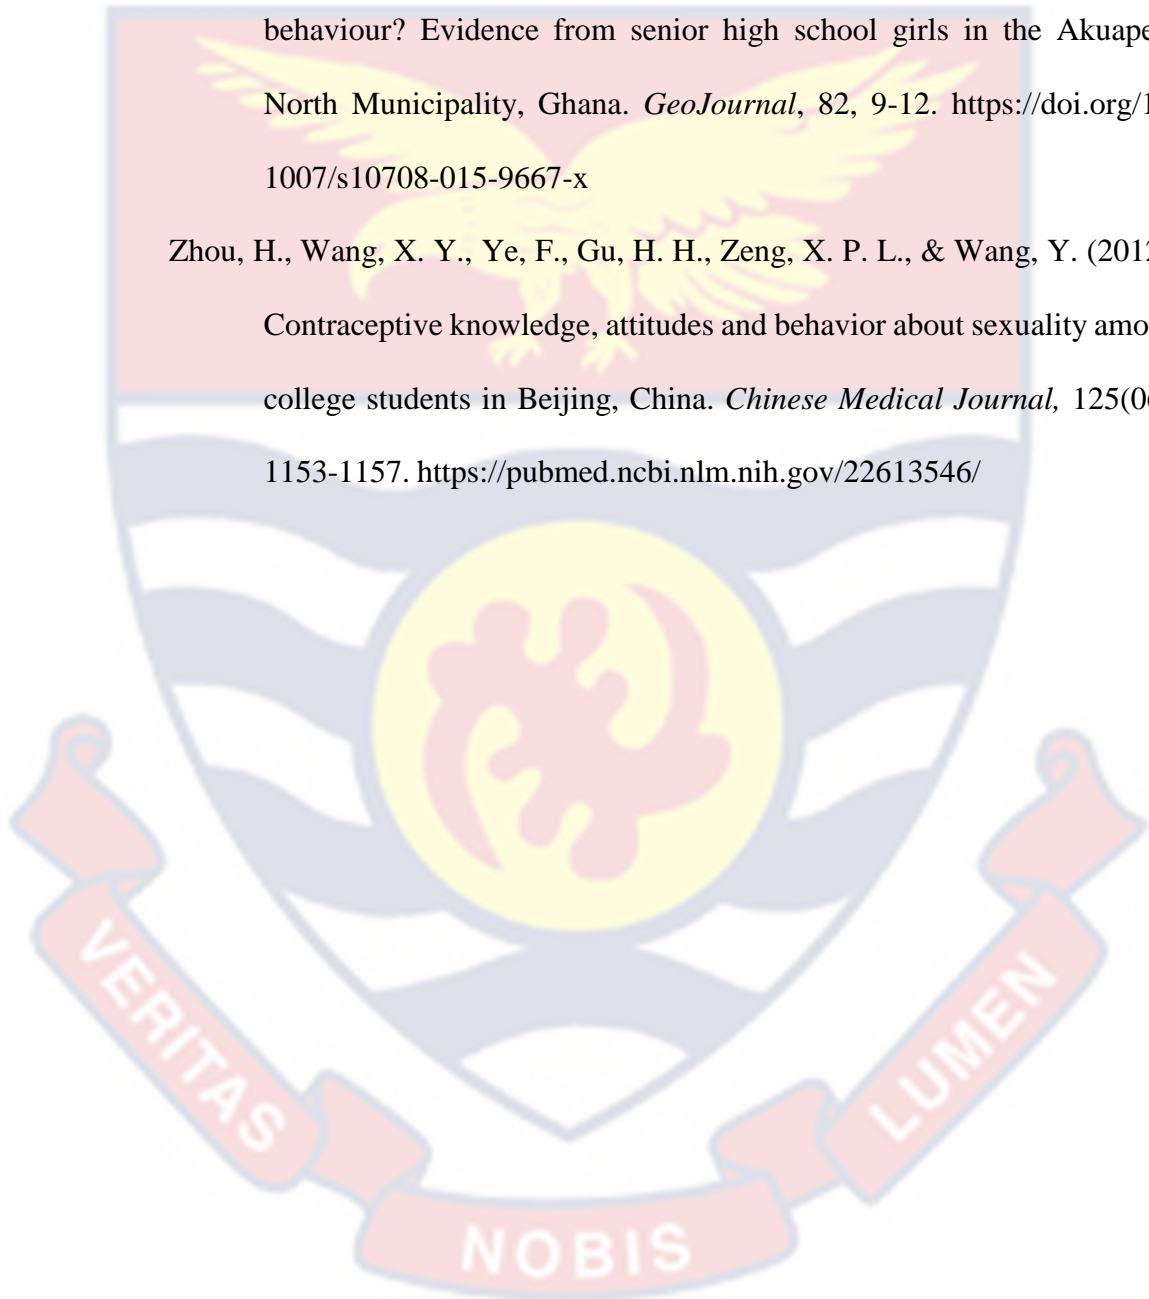 behaviour? Evidence from senior high school girls in the Akuape
North Municipality, Ghana. GeoJournal, 82, 9-12. https://doi.org/1
1007/s10708-015-9667-x
Zhou, H., Wang, X. Y., Ye, F., Gu, H. H., Zeng, X. P. L., & Wang, Y. (2012
Contraceptive knowledge, attitudes and behavior about sexuality amo
college students in Beijing, China. Chinese Medical Journal, 125(0
1153-1157. https://pubmed.ncbi.nlm.nih.gov/22613546/
VERITAS
NOBIS
LUMEN